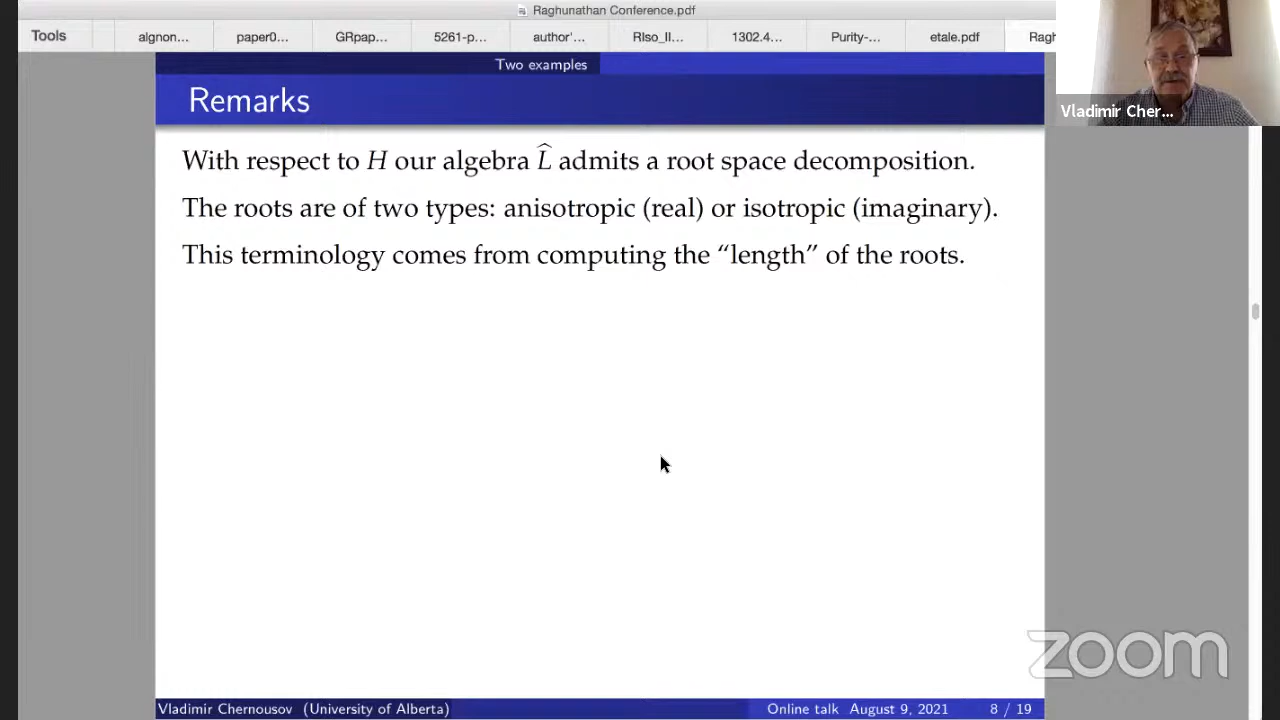 Raghunathan Conference.pdf
Tools
algnon...
paper0...
GRpap...
5261-p...
author'...
RIso_II...
1302.4...
Purity-...
etale.pdf
Ragh
Two examples
Remarks
Vladimir Cher...
With respect to H our algebra L̂ admits a root space decomposition.
The roots are of two types: anisotropic (real) or isotropic (imaginary).
This terminology comes from computing the “length” of the roots.
zoom
Vladimir Chernousov (University of Alberta)
Online talk August 9, 2021
8 / 19